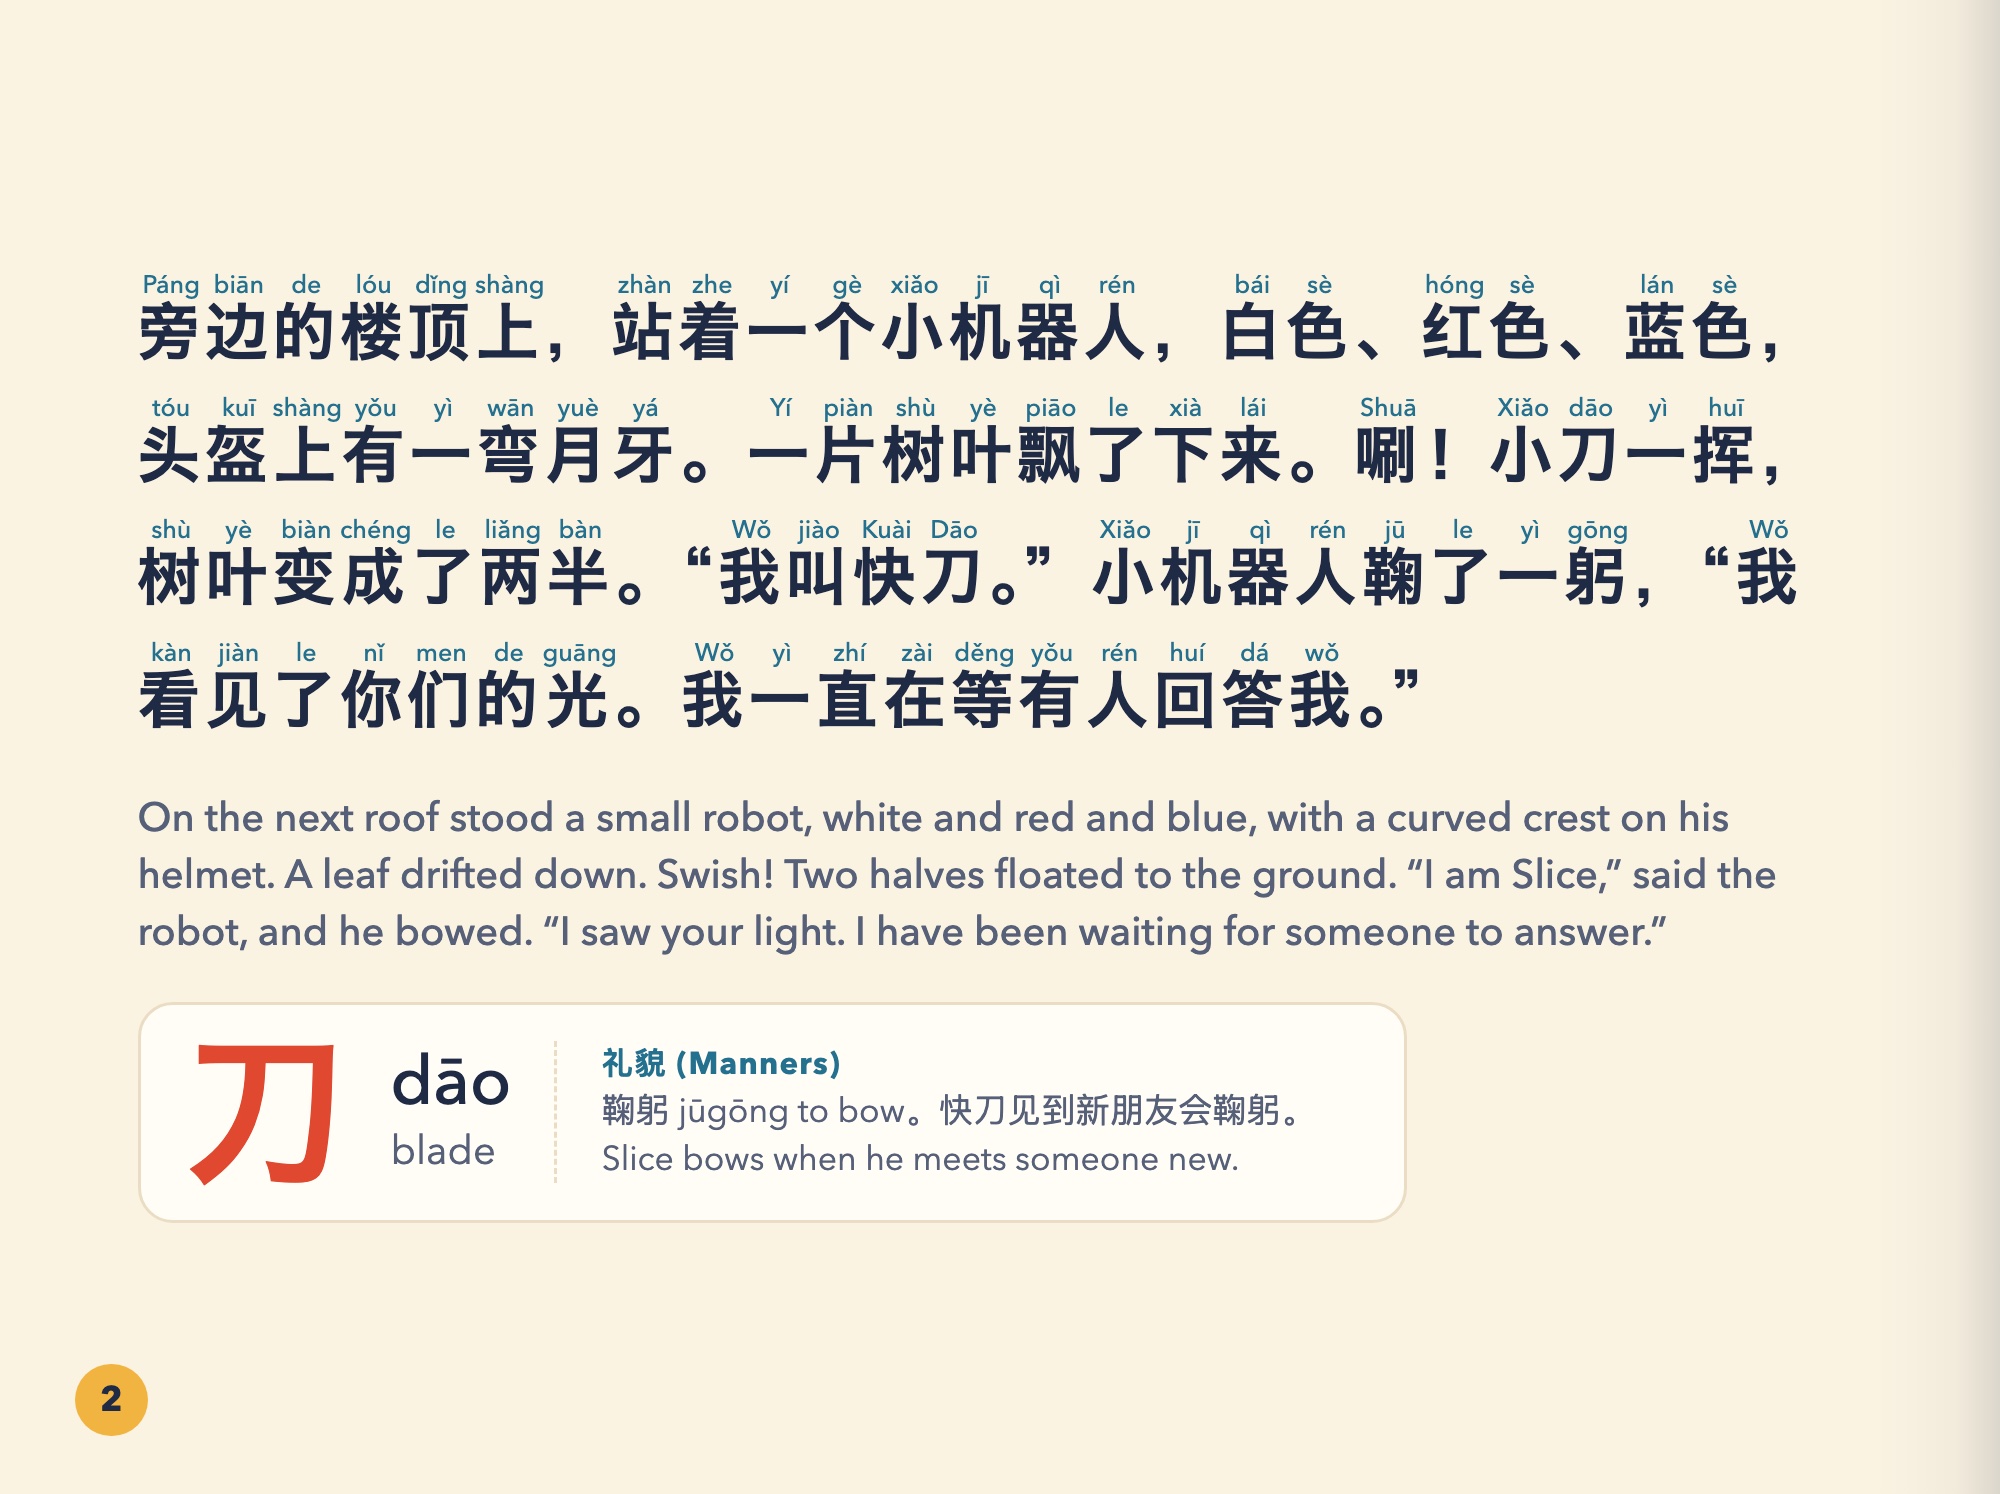 Páng biān de lóu dǐng shàng zhàn zhe yí gè xiǎo jī qì rén bái sè hóng sè lán sè
旁边的楼顶上，站着一个小机器人，白色、红色、蓝色，
tóu kuī shàng yǒu yì wān yuè yá Yí piàn shù yè piāo le xià lái Shuā Xiǎo dāo yì huī
头盔上有一弯月牙。一片树叶飘了下来。唰！小刀一挥，
shù yè biàn chéng le liǎng bàn Wǒ jiào Kuài Dāo Xiǎo jī qì rén jū le yì gōng Wǒ
树叶变成了两半。“我叫快刀。” 小机器人鞠了一躬，“我
kàn jiàn le nǐ men de guāng Wǒ yì zhí zài děng yǒu rén huí dá wǒ
看见了你们的光。我一直在等有人回答我。”
On the next roof stood a small robot, white and red and blue, with a curved crest on his
helmet. A leaf drifted down. Swish! Two halves floated to the ground. “I am Slice,” said the
robot, and he bowed. “I saw your light. I have been waiting for someone to answer.”
刀
dāo
blade
礼貌 (Manners)
鞠躬 jūgōng to bow。快刀见到新朋友会鞠躬。
Slice bows when he meets someone new.
2